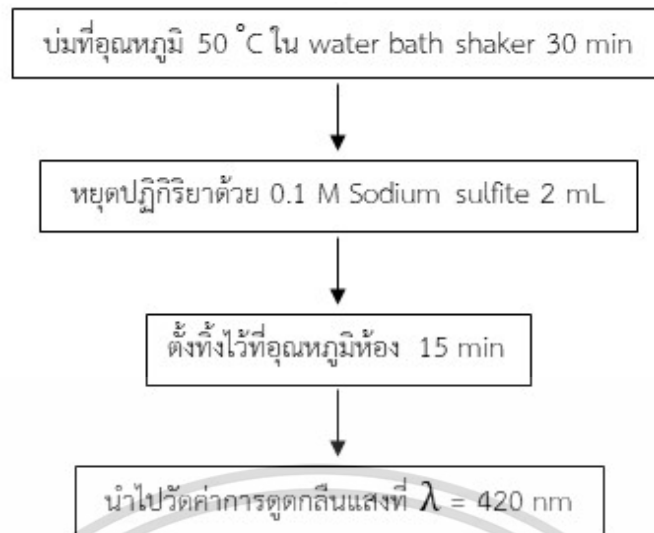 บ่มที่อุณหภูมิ 50 °C ใน water bath shaker 30 min
หยุดปฏิกิริยาด้วย 0.1 M Sodium sulfite 2 mL
ตั้งทิ้งไว้ที่อุณหภูมิห้อง 15 min
นำไปวัดค่าการดูดกลืนแสงที่ λ = 420 nm